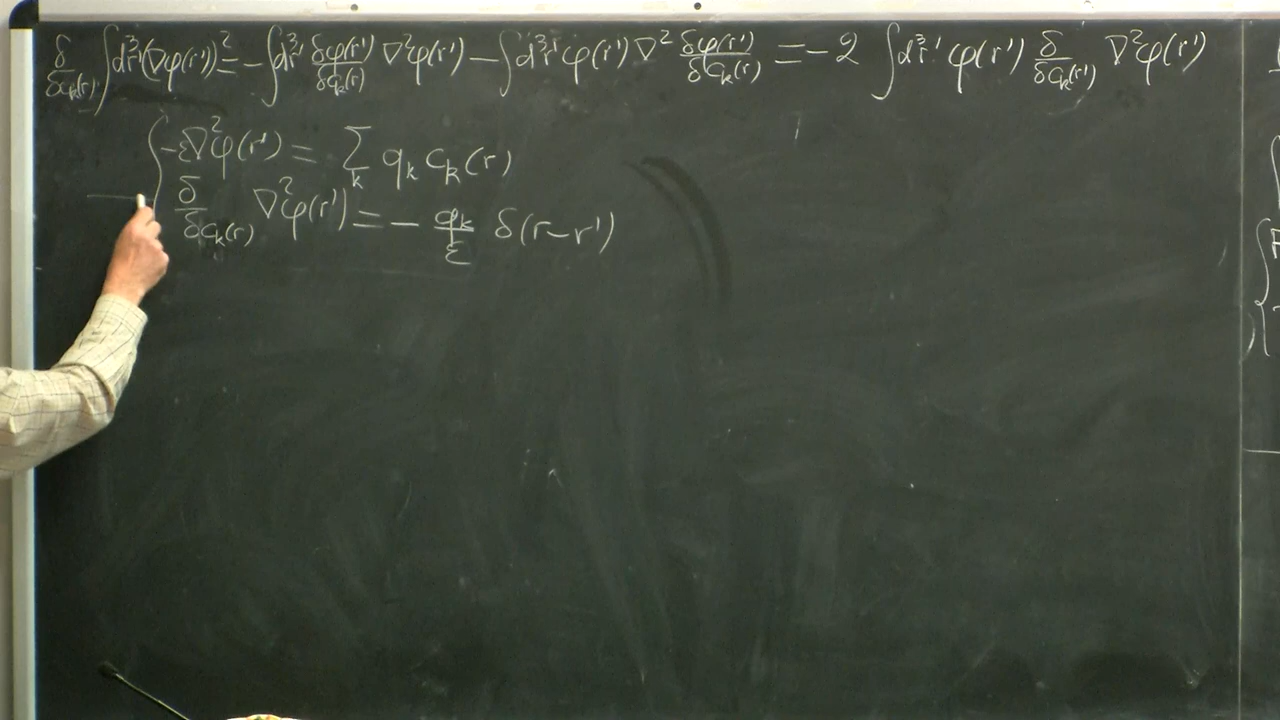 δ/δc_k(r) ∫d³r'(∇φ(r'))² = −∫d³r' δφ(r')/δc_k(r) ∇²φ(r') − ∫d³r' φ(r') ∇² δφ(r')/δc_k(r) = −2 ∫d³r' φ(r') δ/δc_k(r') ∇²φ(r')
{ −ε∇²φ(r') = Σ_k q_k c_k(r)
δ/δc_k(r) ∇²φ(r') = − q_k/ε δ(r−r')